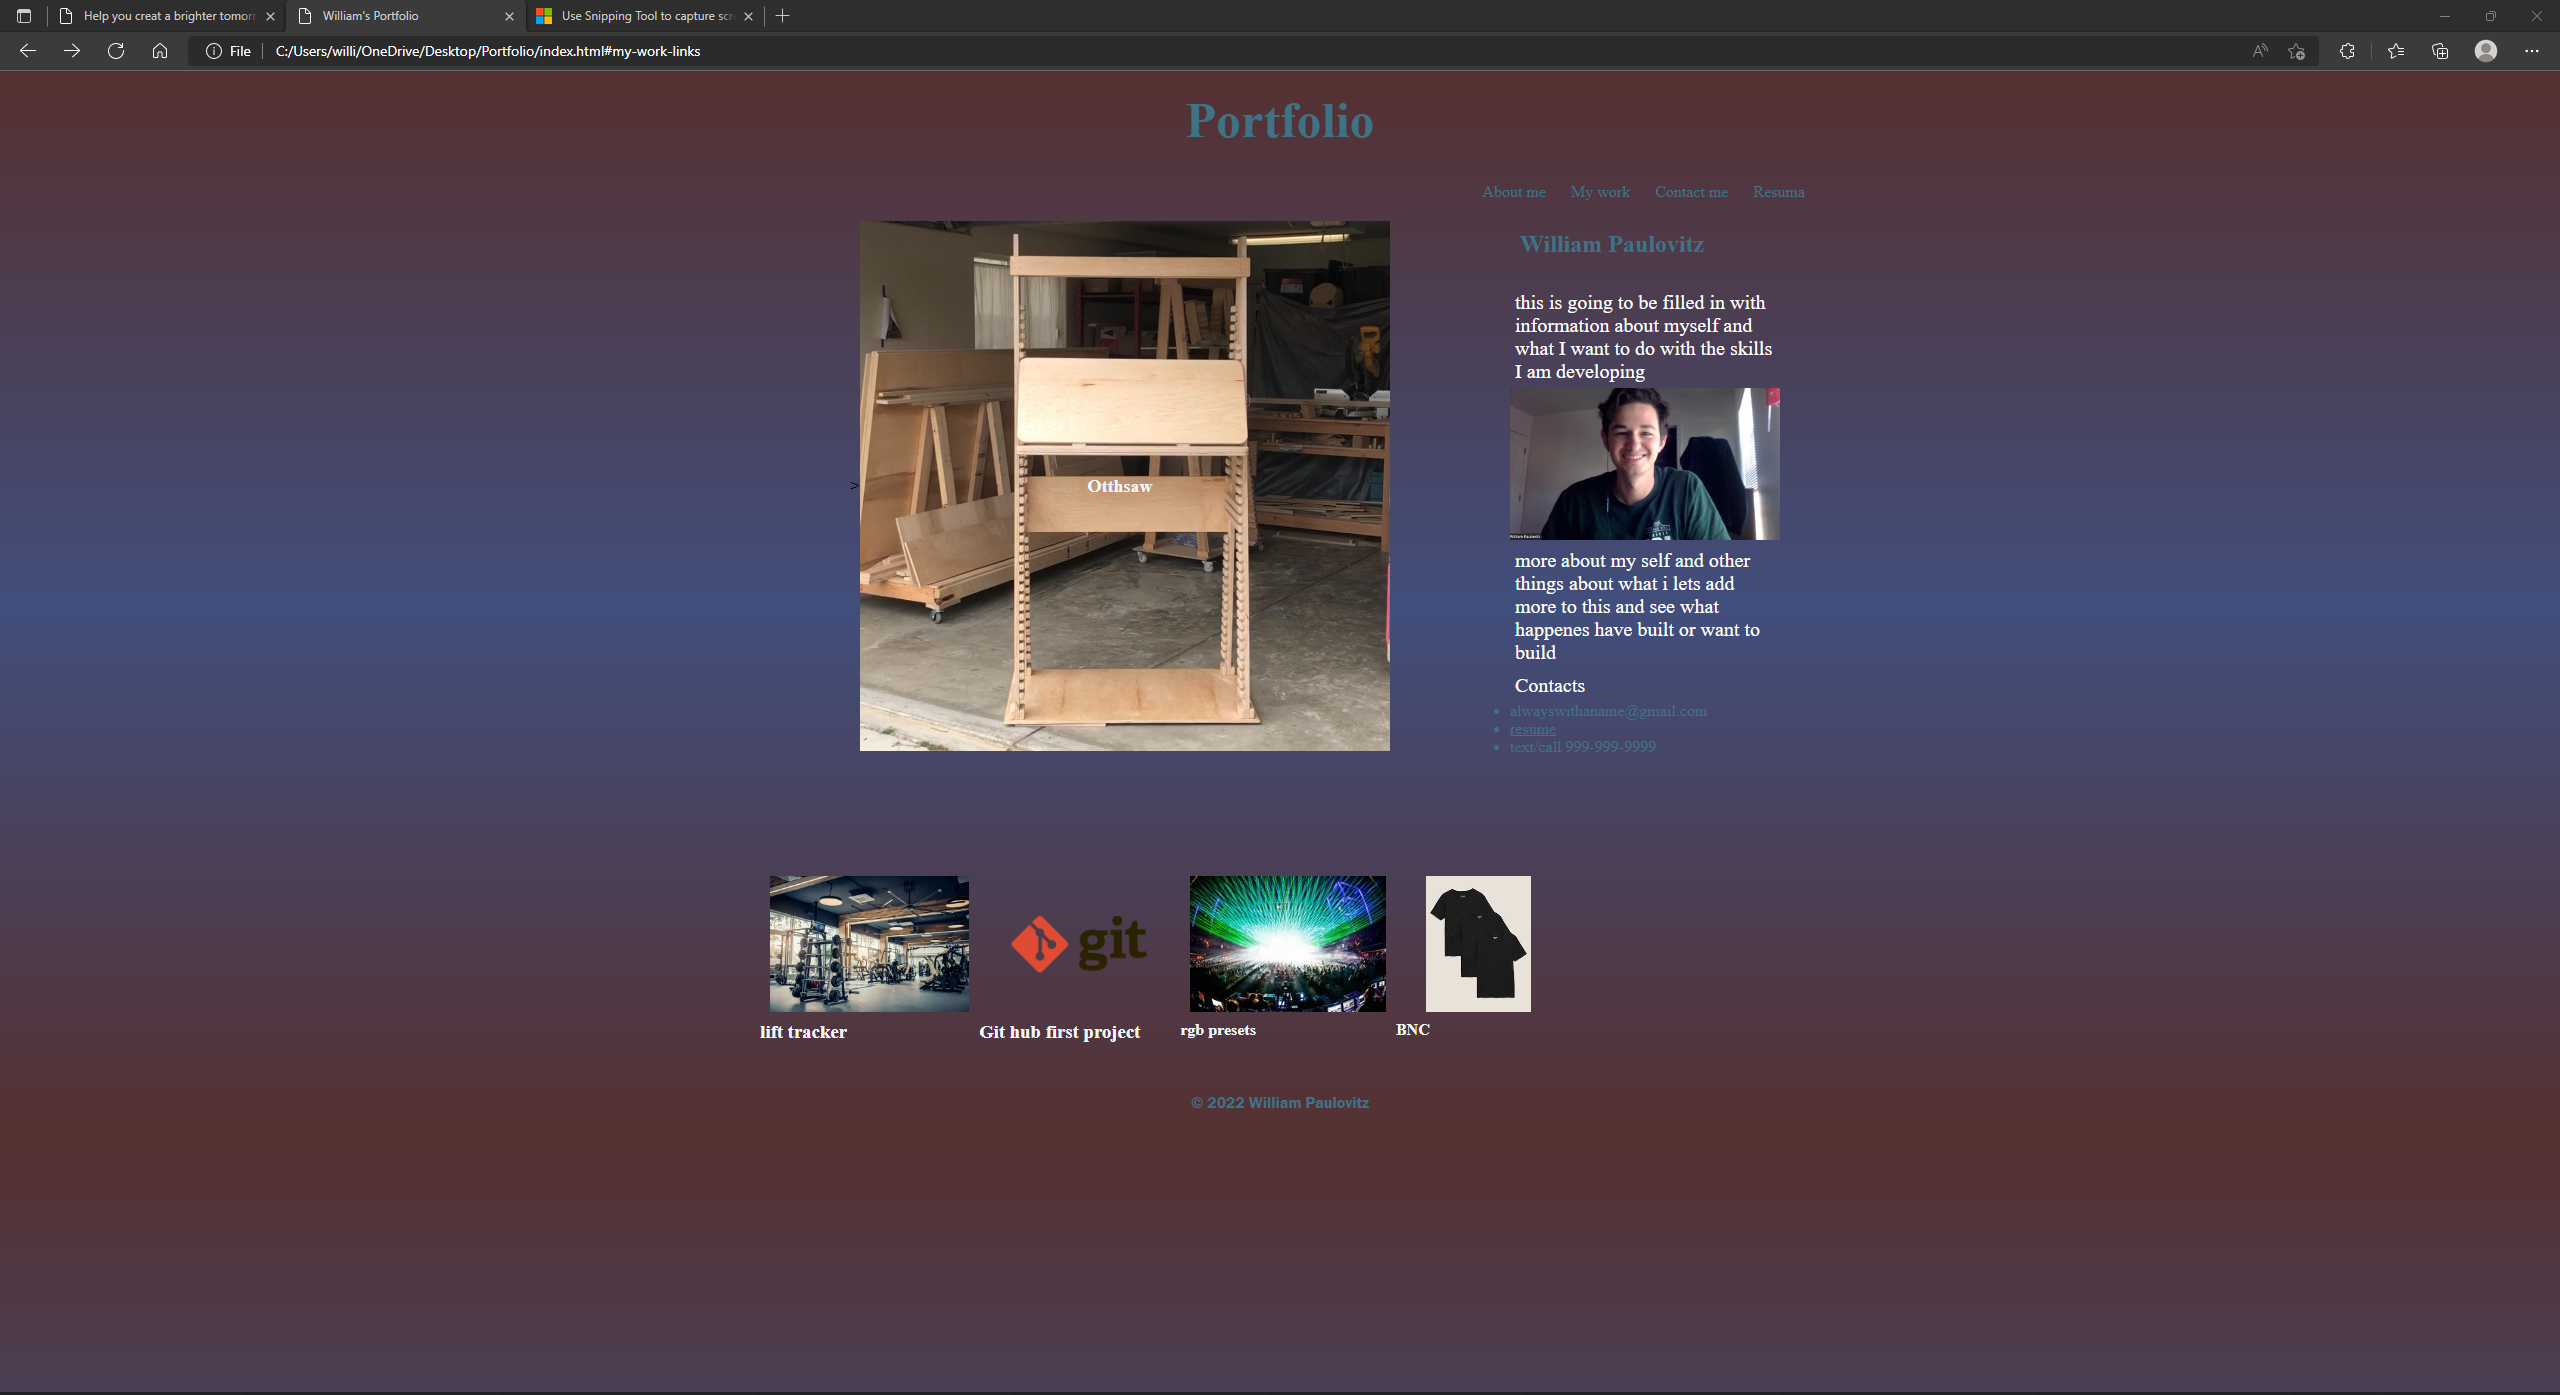 Help you creat a brighter tomor
William's Portfolio
Use Snipping Tool to capture scr
File
C:/Users/willi/OneDrive/Desktop/Portfolio/index.html#my-work-links
Portfolio
About me My work Contact me Resuma
William Paulovitz
this is going to be filled in with
information about myself and
what I want to do with the skills
I am developing
William Paulovitz
>
Otthsaw
more about my self and other
things about what i lets add
more to this and see what
happenes have built or want to
build
Contacts
alwayswithaname@gmail.com
resume
text/call 999-999-9999
git
lift tracker
Git hub first project
rgb presets
BNC
© 2022 William Paulovitz